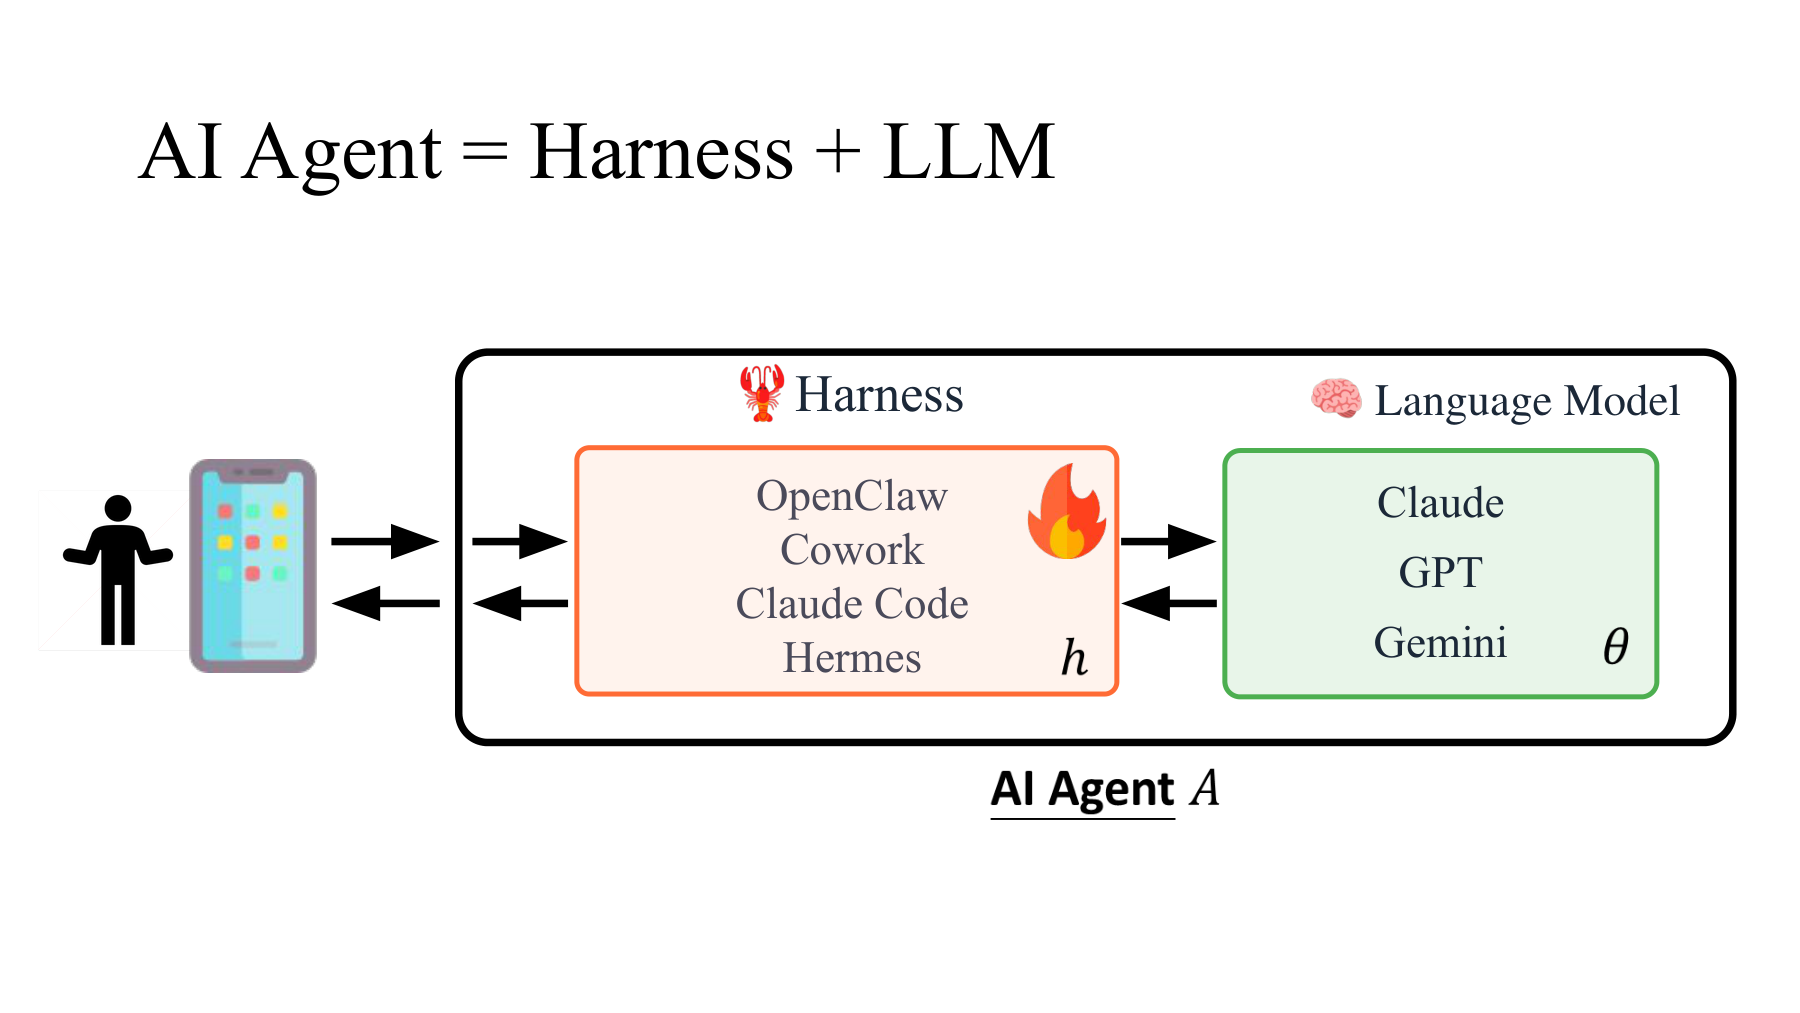 AI Agent = Harness + LLM
Harness
Language Model
OpenClaw
Cowork
Claude Code
Hermes
h
Claude
GPT
Gemini
θ
AI Agent A